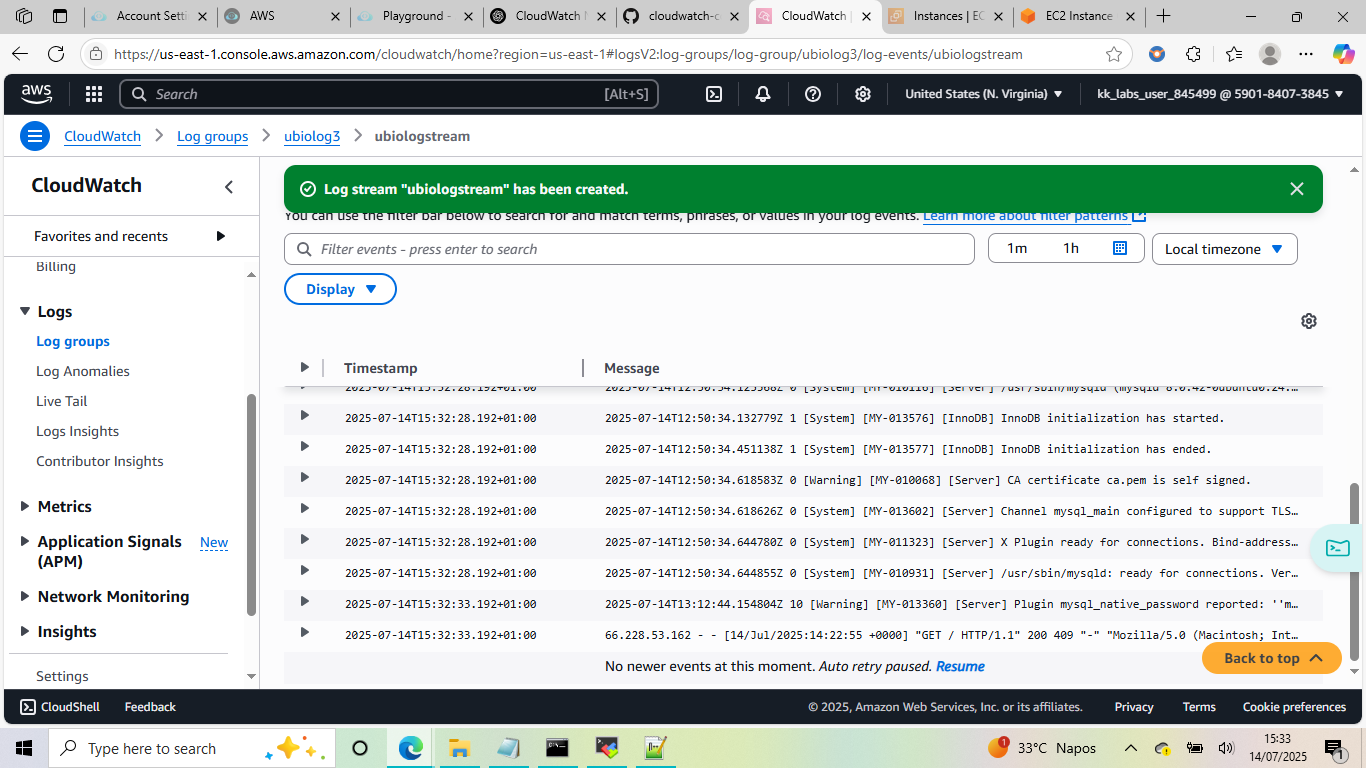 Account Setti
AWS
Playground -
CloudWatch M
cloudwatch-c
CloudWatch |
Instances | EC
EC2 Instance
https://us-east-1.console.aws.amazon.com/cloudwatch/home?region=us-east-1#logsV2:log-groups/log-group/ubiolog3/log-events/ubiologstream
aws
Search
[Alt+S]
United States (N. Virginia)
kk_labs_user_845499 @ 5901-8407-3845
CloudWatch
Log groups
ubiolog3
ubiologstream
CloudWatch
Favorites and recents
Billing
Logs
Log groups
Log Anomalies
Live Tail
Logs Insights
Contributor Insights
Metrics
Application Signals
New
(APM)
Network Monitoring
Insights
Settings
Log stream "ubiologstream" has been created.
You can use the filter bar below to search for and match terms, phrases, or values in your log events. Learn more about filter patterns
Filter events - press enter to search
1m
1h
Local timezone
Display
Timestamp
Message
2025-07-14T15:32:28.192+01:00 2025-07-14T12:50:34.125568Z 0 [System] [MY-010116] [Server] /usr/sbin/mysqld (mysqld 8.0.42-0ubuntu0.24.…
2025-07-14T15:32:28.192+01:00 2025-07-14T12:50:34.132779Z 1 [System] [MY-013576] [InnoDB] InnoDB initialization has started.
2025-07-14T15:32:28.192+01:00 2025-07-14T12:50:34.451138Z 1 [System] [MY-013577] [InnoDB] InnoDB initialization has ended.
2025-07-14T15:32:28.192+01:00 2025-07-14T12:50:34.618583Z 0 [Warning] [MY-010068] [Server] CA certificate ca.pem is self signed.
2025-07-14T15:32:28.192+01:00 2025-07-14T12:50:34.618626Z 0 [System] [MY-013602] [Server] Channel mysql_main configured to support TLS…
2025-07-14T15:32:28.192+01:00 2025-07-14T12:50:34.644780Z 0 [System] [MY-011323] [Server] X Plugin ready for connections. Bind-address…
2025-07-14T15:32:28.192+01:00 2025-07-14T12:50:34.644855Z 0 [System] [MY-010931] [Server] /usr/sbin/mysqld: ready for connections. Ver…
2025-07-14T15:32:33.192+01:00 2025-07-14T13:12:44.154804Z 10 [Warning] [MY-013360] [Server] Plugin mysql_native_password reported: ''m…
2025-07-14T15:32:33.192+01:00 66.228.53.162 - - [14/Jul/2025:14:22:55 +0000] "GET / HTTP/1.1" 200 409 "-" "Mozilla/5.0 (Macintosh; Int…
No newer events at this moment. Auto retry paused. Resume
Back to top
CloudShell
Feedback
© 2025, Amazon Web Services, Inc. or its affiliates.
Privacy
Terms
Cookie preferences
Type here to search
1
33°C Napos
15:33
14/07/2025
1